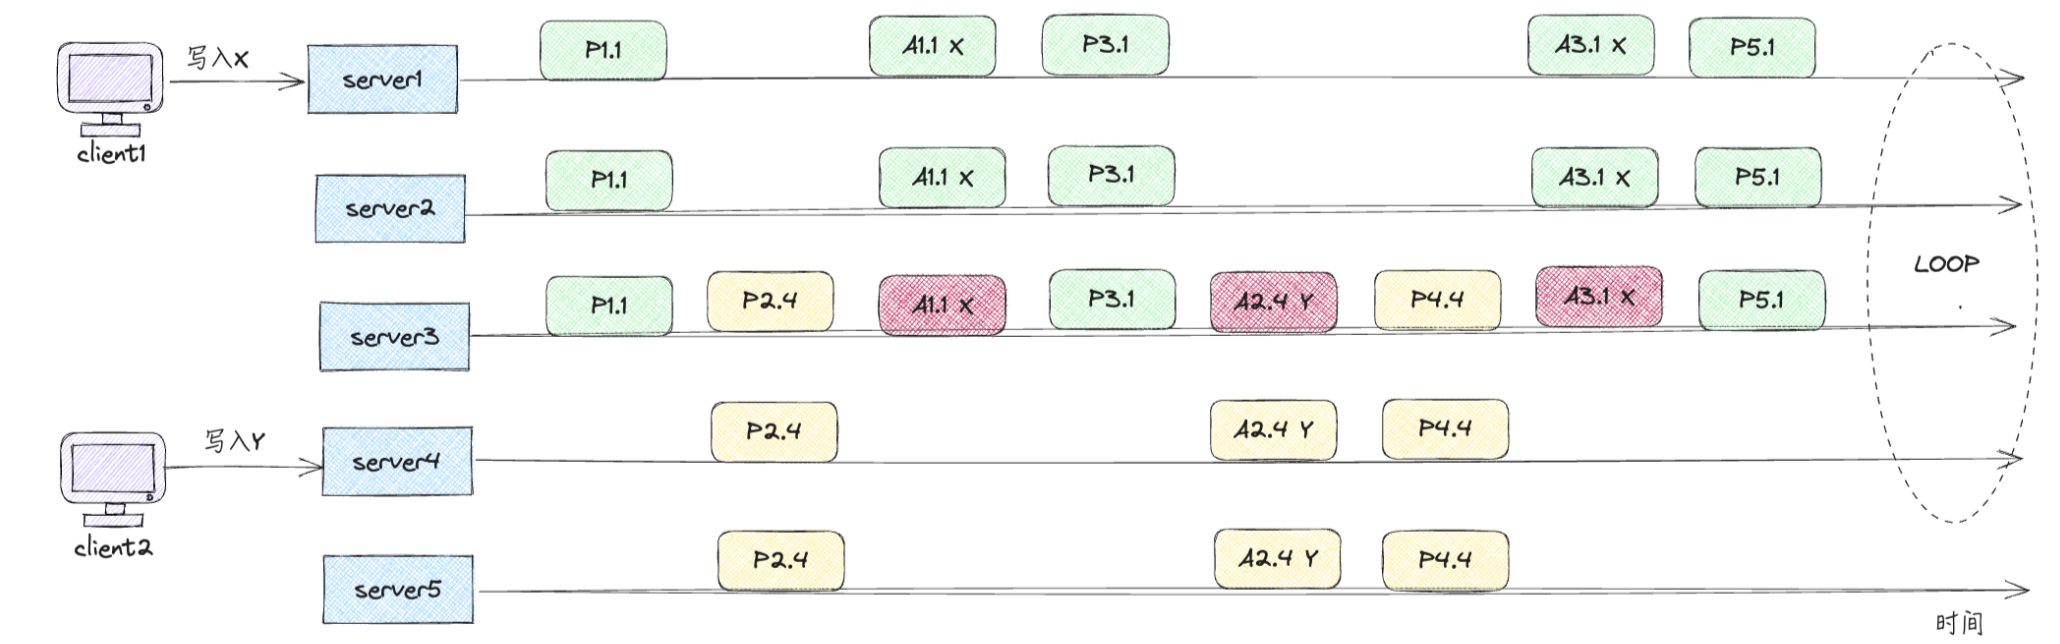 写入X
client1
server1
P1.1
A1.1 X
P3.1
A3.1 X
P5.1
server2
P1.1
A1.1 X
P3.1
A3.1 X
P5.1
server3
P1.1
P2.4
A1.1 X
P3.1
A2.4 Y
P4.4
A3.1 X
P5.1
LOOP
写入Y
client2
server4
P2.4
A2.4 Y
P4.4
server5
P2.4
A2.4 Y
P4.4
时间